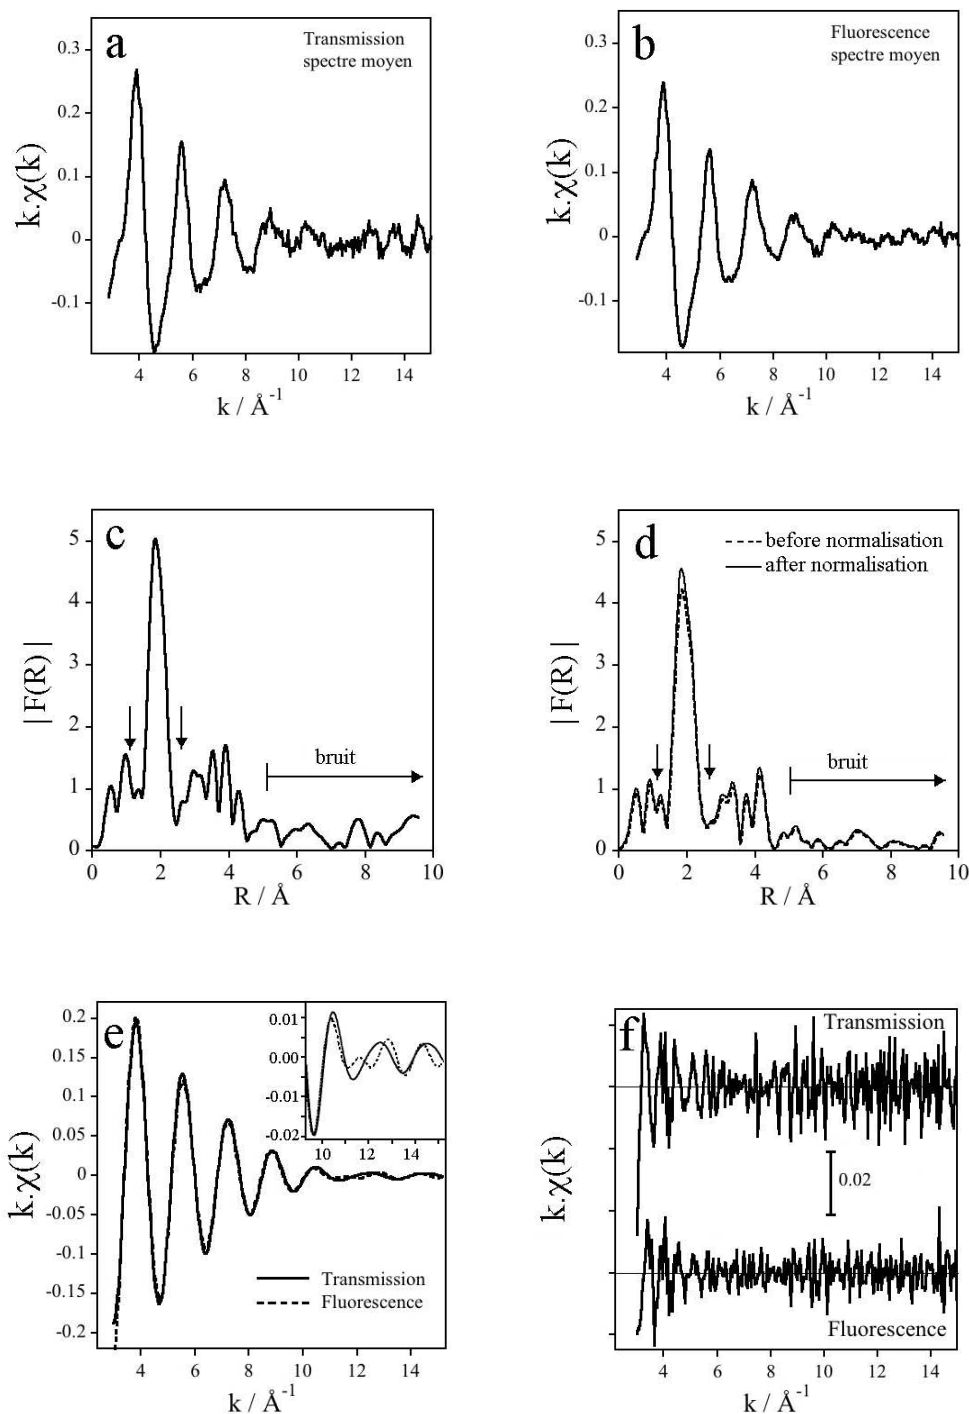 a
Transmission
spectre moyen
0.3
0.2
0.1
0
-0.1
k.χ(k)
4 6 8 10 12 14
k / Å⁻¹
b
Fluorescence
spectre moyen
0.3
0.2
0.1
0
-0.1
k.χ(k)
4 6 8 10 12 14
k / Å⁻¹
c
5
4
3
2
1
0
|F(R)|
bruit
0 2 4 6 8 10
R / Å
d
before normalisation
after normalisation
5
4
3
2
1
0
|F(R)|
bruit
0 2 4 6 8 10
R / Å
e
0.2
0.15
0.1
0.05
0
-0.05
-0.1
-0.15
-0.2
k.χ(k)
0.01
0.00
-0.01
-0.02
10 12 14
Transmission
Fluorescence
4 6 8 10 12 14
k / Å⁻¹
f
Transmission
k.χ(k)
0.02
Fluorescence
4 6 8 10 12 14
k / Å⁻¹